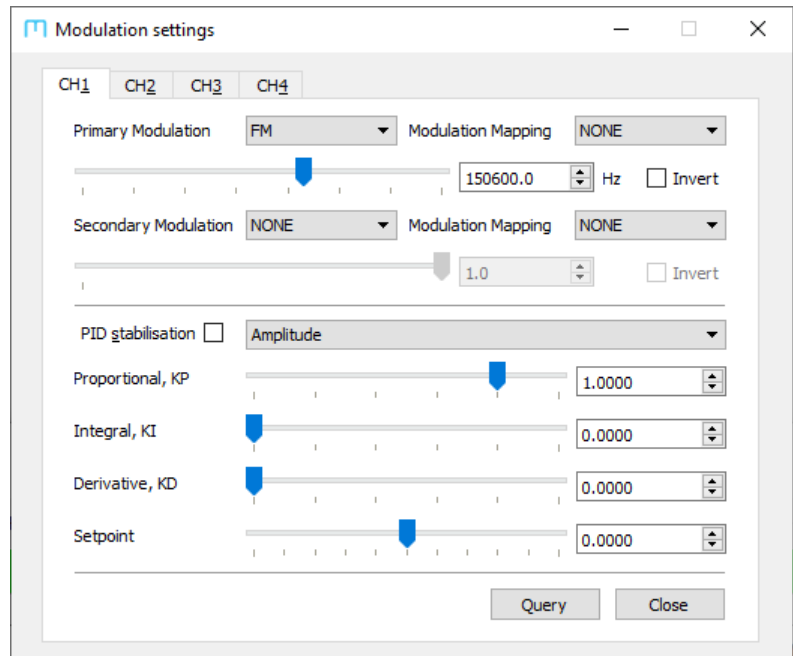 Modulation settings
CH1 CH2 CH3 CH4
Primary Modulation FM Modulation Mapping NONE
150600.0 Hz Invert
Secondary Modulation NONE Modulation Mapping NONE
1.0 Invert
PID stabilisation Amplitude
Proportional, KP 1.0000
Integral, KI 0.0000
Derivative, KD 0.0000
Setpoint 0.0000
Query Close